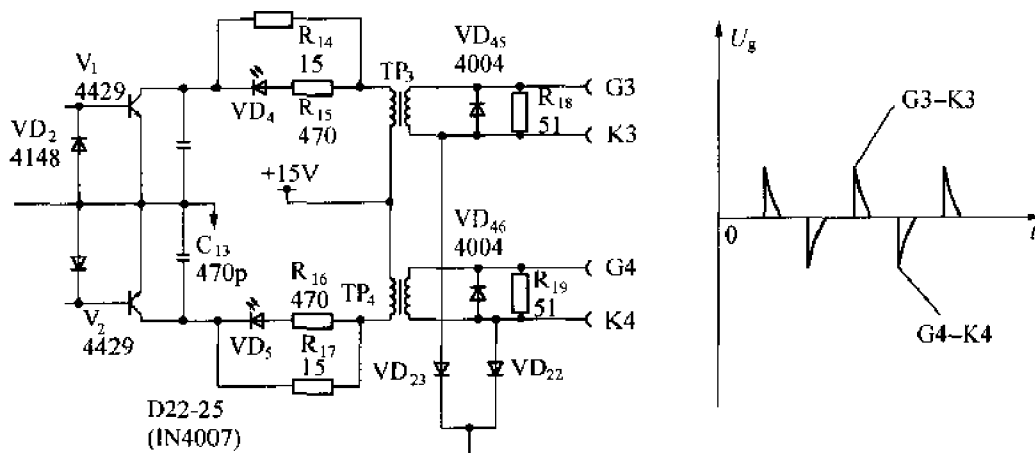 R14
15
V1
4429
VD4
R15
470
VD2
4148
TP3
VD45
4004
R18
51
G3
K3
+15V
C13
470p
VD46
4004
R16
470
TP4
R19
51
G4
K4
V2
4429
VD5
R17
15
VD23
VD22
D22-25
(IN4007)
Ug
G3-K3
0
t
G4-K4